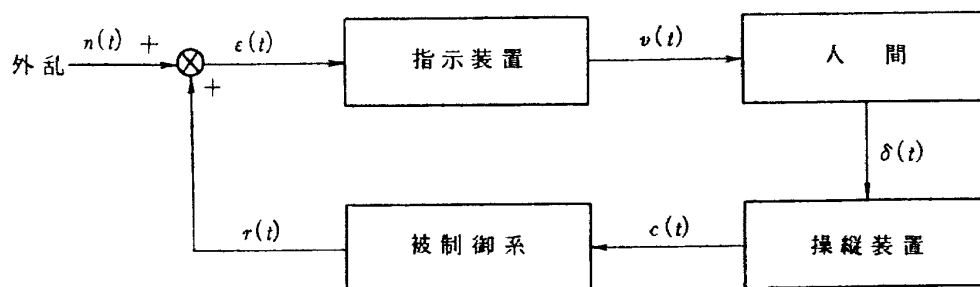 外乱
n(t)
+
+
ε(t)
指示装置
v(t)
人間
δ(t)
操縦装置
c(t)
被制御系
r(t)